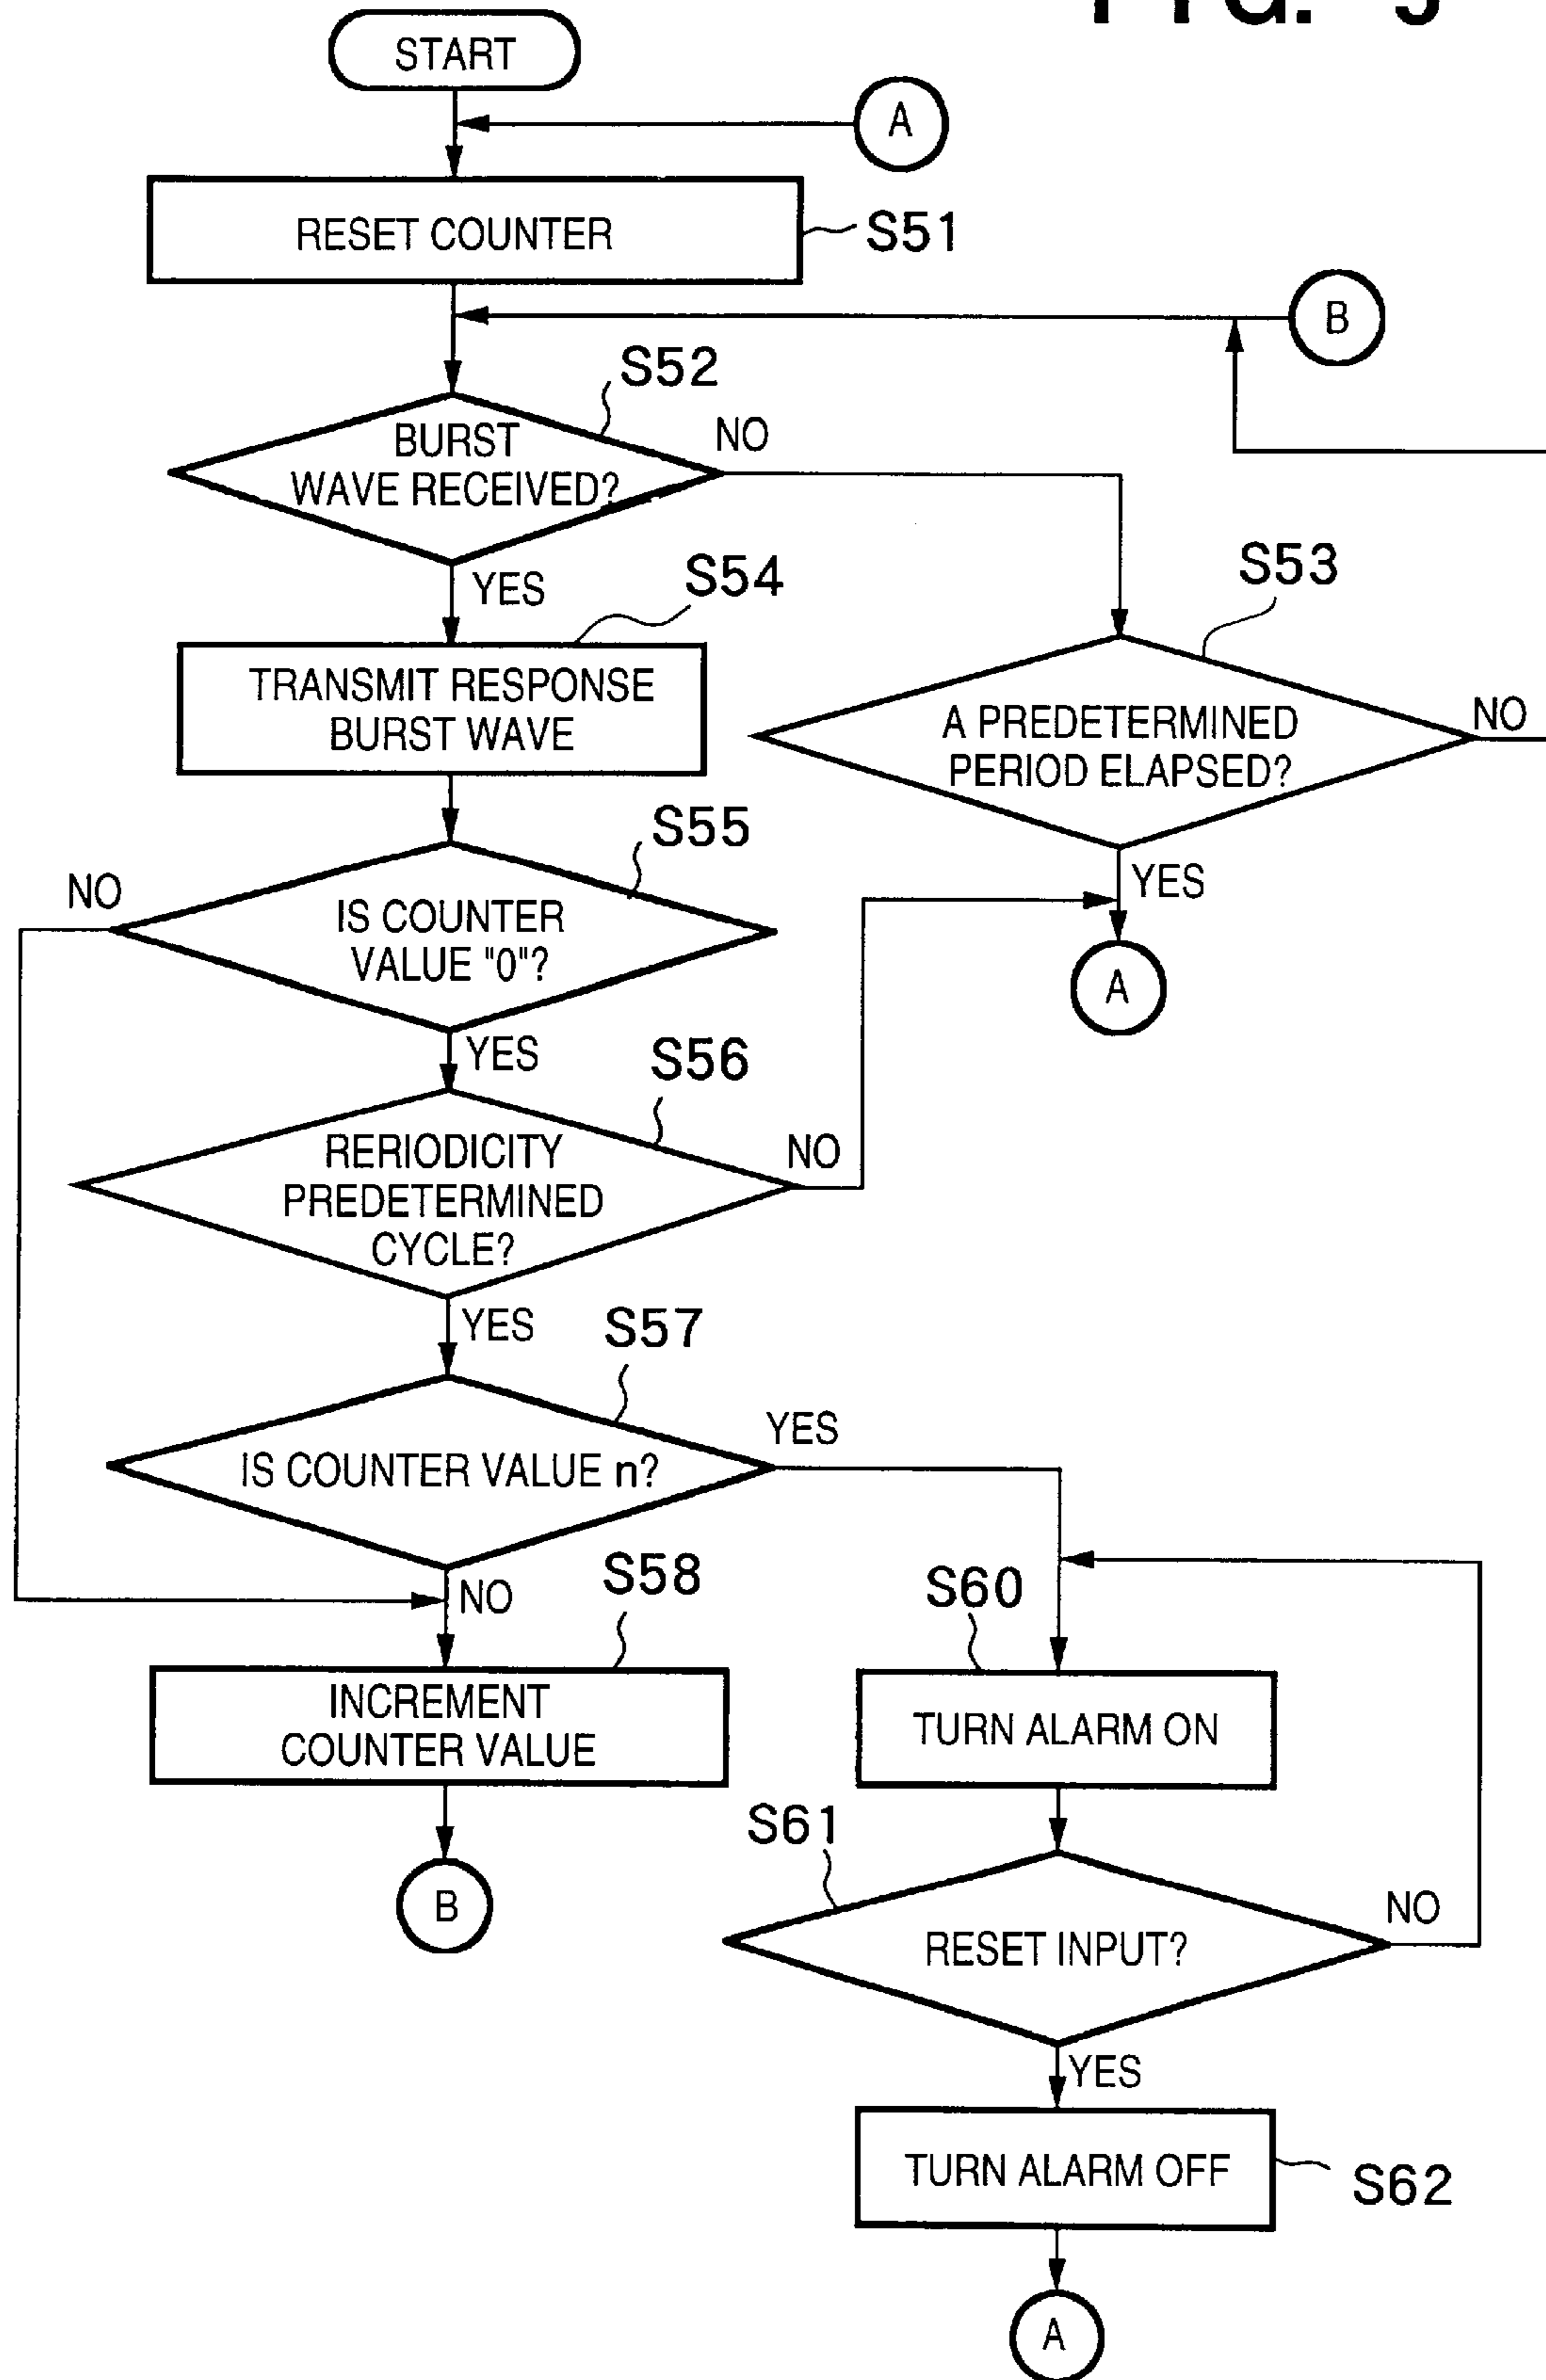 START
A
RESET COUNTER
S51
B
S52
BURST
WAVE RECEIVED?
NO
YES
S54
S53
TRANSMIT RESPONSE
BURST WAVE
A PREDETERMINED
PERIOD ELAPSED?
NO
YES
A
S55
NO
IS COUNTER
VALUE "0"?
YES
S56
RERIODICITY
PREDETERMINED
CYCLE?
NO
YES
S57
IS COUNTER VALUE n?
YES
NO
S58
S60
INCREMENT
COUNTER VALUE
TURN ALARM ON
B
S61
RESET INPUT?
NO
YES
TURN ALARM OFF
S62
A